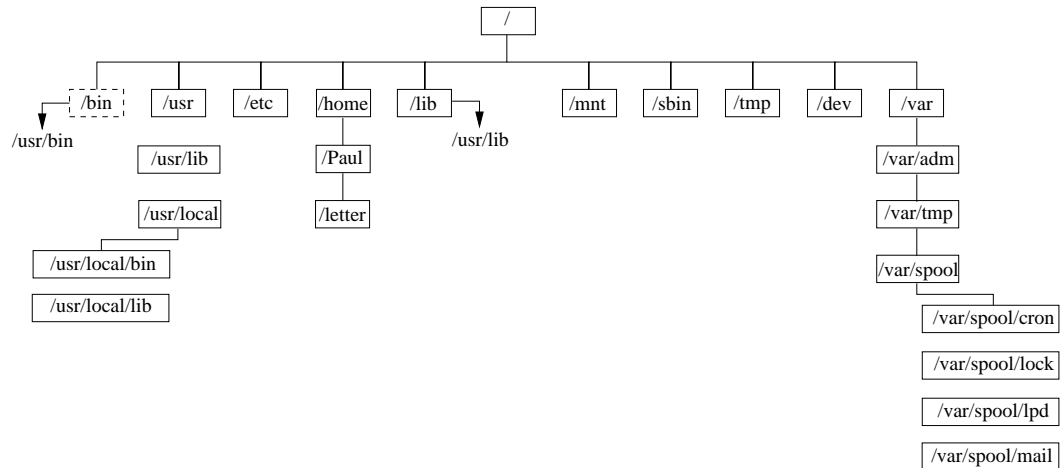 /
/bin
/usr
/etc
/home
/lib
/mnt
/sbin
/tmp
/dev
/var
/usr/bin
/usr/lib
/usr/lib
/Paul
/var/adm
/usr/local
/letter
/var/tmp
/usr/local/bin
/var/spool
/usr/local/lib
/var/spool/cron
/var/spool/lock
/var/spool/lpd
/var/spool/mail